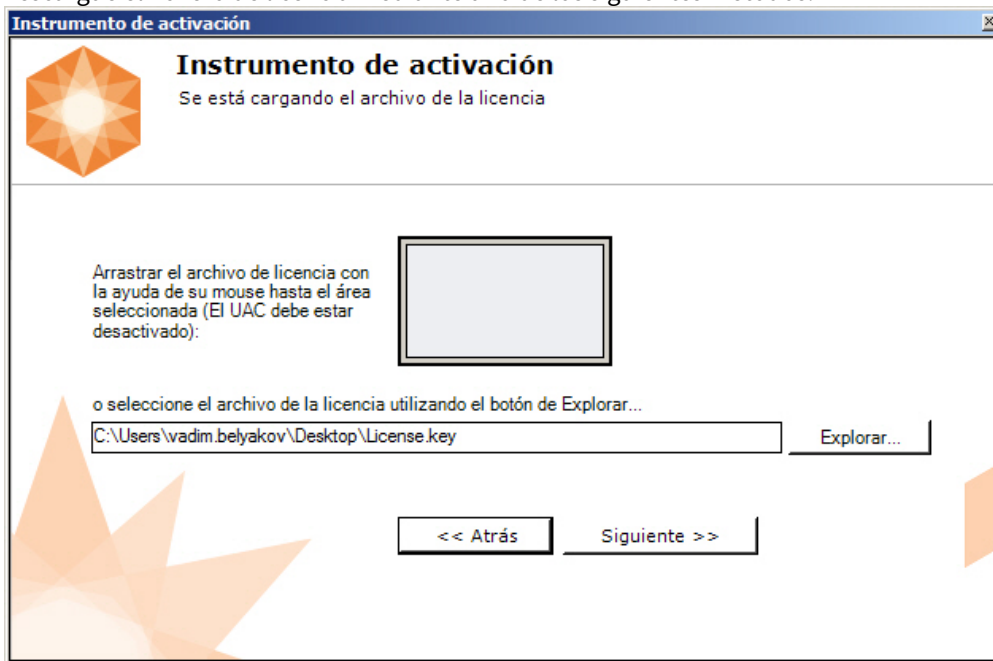 Instrumento de activación
Instrumento de activación
Se está cargando el archivo de la licencia
Arrastrar el archivo de licencia con
la ayuda de su mouse hasta el área
seleccionada (El UAC debe estar
desactivado):
o seleccione el archivo de la licencia utilizando el botón de Explorar...
C:\Users\vadim.belyakov\Desktop\License.key
Explorar...
<< Atrás
Siguiente >>